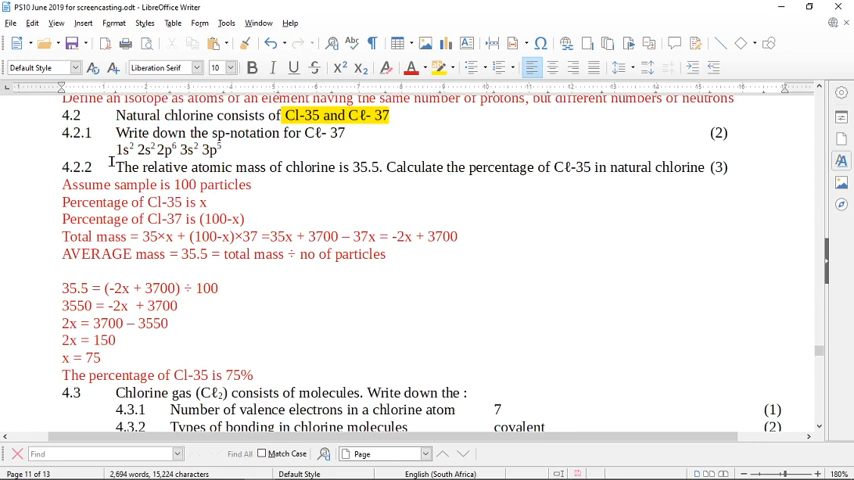 PS10 June 2019 for screencasting.odt - LibreOffice Writer
File Edit View Insert Format Styles Table Form Tools Window Help
Default Style Liberation Serif 10
Define an isotope as atoms of an element having the same number of protons, but different numbers of neutrons
4.2 Natural chlorine consists of Cl-35 and Cℓ- 37
4.2.1 Write down the sp-notation for Cℓ- 37 (2)
1s² 2s² 2p⁶ 3s² 3p⁵
4.2.2 The relative atomic mass of chlorine is 35.5. Calculate the percentage of Cℓ-35 in natural chlorine (3)
Assume sample is 100 particles
Percentage of Cl-35 is x
Percentage of Cl-37 is (100-x)
Total mass = 35×x + (100-x)×37 =35x + 3700 – 37x = -2x + 3700
AVERAGE mass = 35.5 = total mass ÷ no of particles
35.5 = (-2x + 3700) ÷ 100
3550 = -2x + 3700
2x = 3700 – 3550
2x = 150
x = 75
The percentage of Cl-35 is 75%
4.3 Chlorine gas (Cℓ₂) consists of molecules. Write down the :
4.3.1 Number of valence electrons in a chlorine atom 7 (1)
4.3.2 Types of bonding in chlorine molecules covalent (2)
Find Find All Match Case Page
Page 11 of 13 2,694 words, 15,224 characters Default Style English (South Africa) 180%